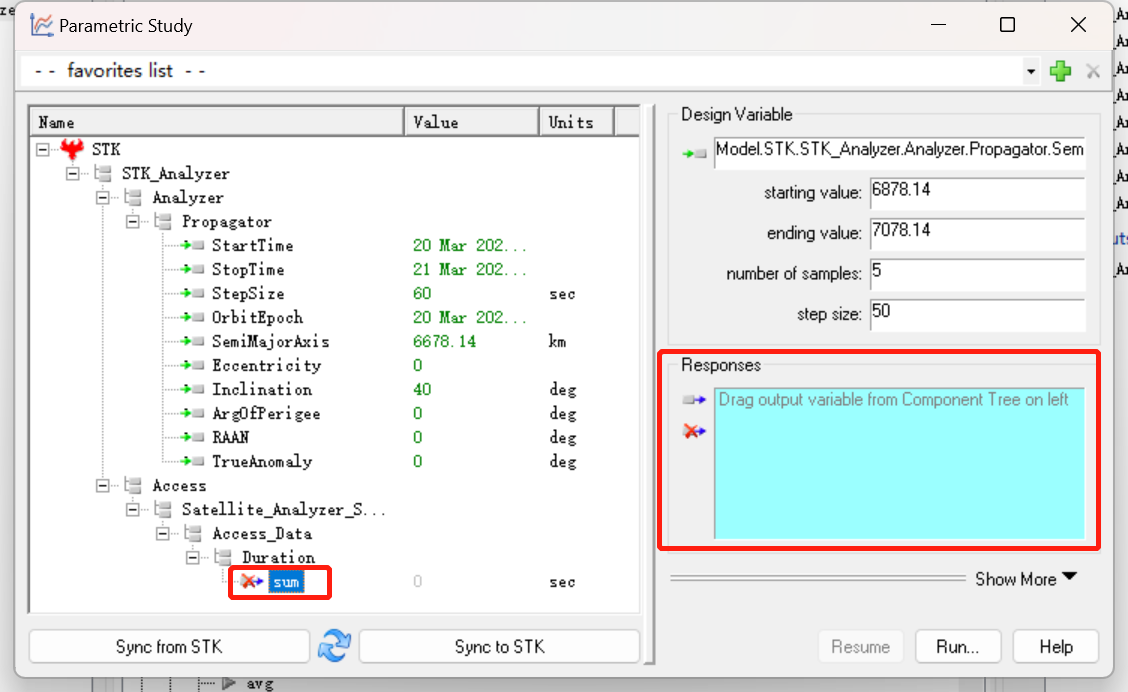 Parametric Study
-- favorites list --
Name Value Units
STK
STK_Analyzer
Analyzer
Propagator
StartTime 20 Mar 202...
StopTime 21 Mar 202...
StepSize 60 sec
OrbitEpoch 20 Mar 202...
SemiMajorAxis 6678.14 km
Eccentricity 0
Inclination 40 deg
ArgOfPerigee 0 deg
RAAN 0 deg
TrueAnomaly 0 deg
Access
Satellite_Analyzer_S...
Access_Data
Duration
sum 0 sec
Sync from STK
Sync to STK
Design Variable
Model.STK.STK_Analyzer.Analyzer.Propagator.Sem
starting value: 6878.14
ending value: 7078.14
number of samples: 5
step size: 50
Responses
Drag output variable from Component Tree on left
Show More
Resume
Run...
Help
avg